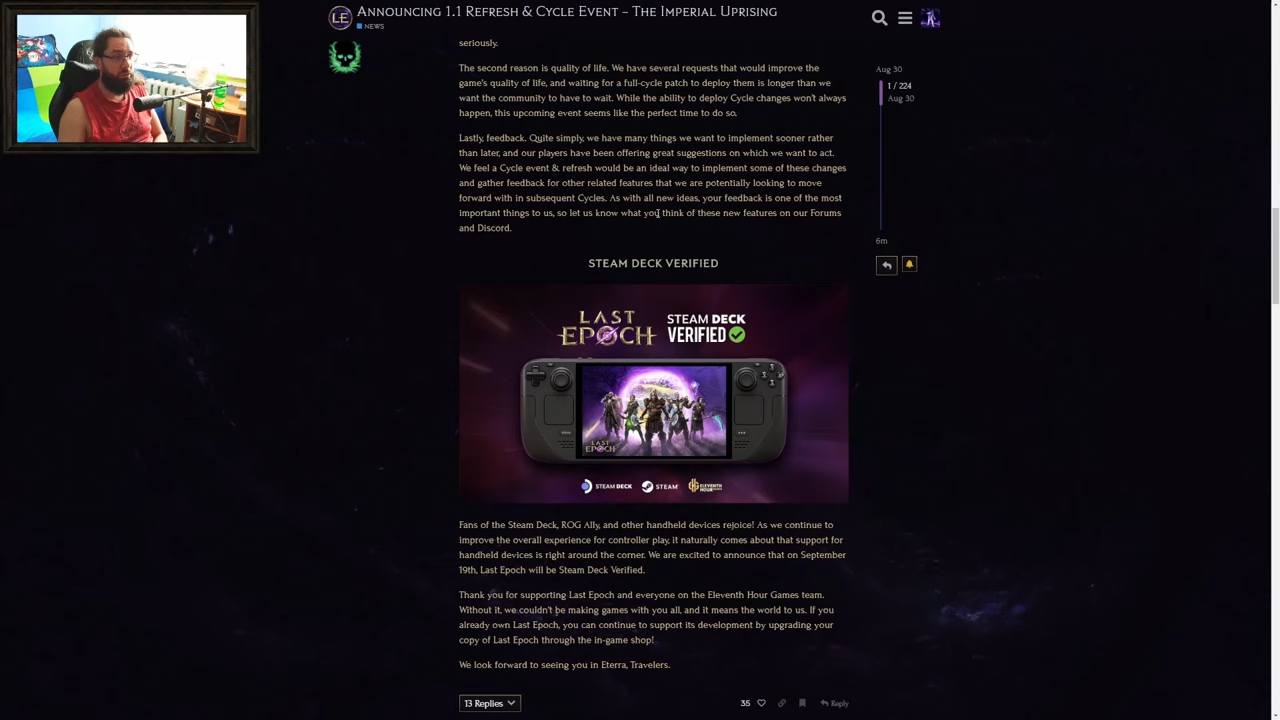 LE
ANNOUNCING 1.1 REFRESH & CYCLE EVENT – THE IMPERIAL UPRISING
NEWS
seriously.
The second reason is quality of life. We have several requests that would improve the
game's quality of life, and waiting for a full-cycle patch to deploy them is longer than we
want the community to have to wait. While the ability to deploy Cycle changes won't always
happen, this upcoming event seems like the perfect time to do so.
Lastly, feedback. Quite simply, we have many things we want to implement sooner rather
than later, and our players have been offering great suggestions on which we want to act.
We feel a Cycle event & refresh would be an ideal way to implement some of these changes
and gather feedback for other related features that we are potentially looking to move
forward with in subsequent Cycles. As with all new ideas, your feedback is one of the most
important things to us, so let us know what you think of these new features on our Forums
and Discord.
Aug 30
1 / 224
Aug 30
6m
STEAM DECK VERIFIED
LAST EPOCH
STEAM DECK
VERIFIED
LAST EPOCH
STEAM DECK
STEAM
ELEVENTH HOUR GAMES
Fans of the Steam Deck, ROG Ally, and other handheld devices rejoice! As we continue to
improve the overall experience for controller play, it naturally comes about that support for
handheld devices is right around the corner. We are excited to announce that on September
19th, Last Epoch will be Steam Deck Verified.
Thank you for supporting Last Epoch and everyone on the Eleventh Hour Games team.
Without it, we couldn't be making games with you all, and it means the world to us. If you
already own Last Epoch, you can continue to support its development by upgrading your
copy of Last Epoch through the in-game shop!
We look forward to seeing you in Eterra, Travelers.
13 Replies
35
Reply